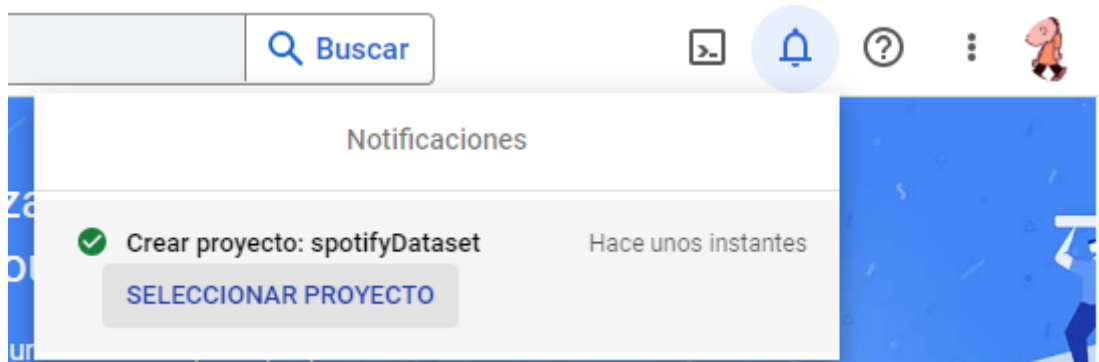 Buscar
Notificaciones
Crear proyecto: spotifyDataset Hace unos instantes
SELECCIONAR PROYECTO